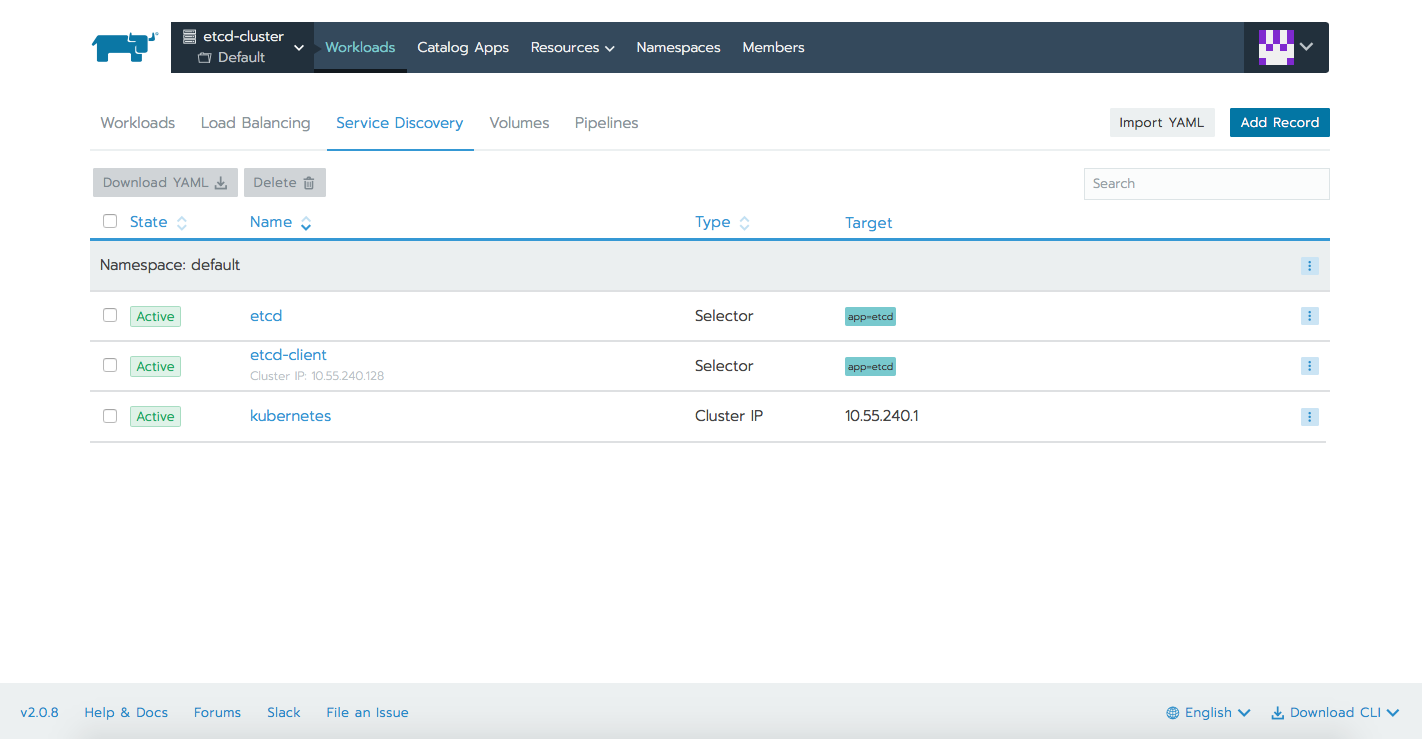 etcd-cluster
Default
Workloads Catalog Apps Resources Namespaces Members
Workloads Load Balancing Service Discovery Volumes Pipelines Import YAML Add Record
Download YAML Delete Search
State Name Type Target
Namespace: default
Active etcd Selector app=etcd
Active etcd-client Selector app=etcd
Cluster IP: 10.55.240.128
Active kubernetes Cluster IP 10.55.240.1
v2.0.8 Help & Docs Forums Slack File an Issue English Download CLI